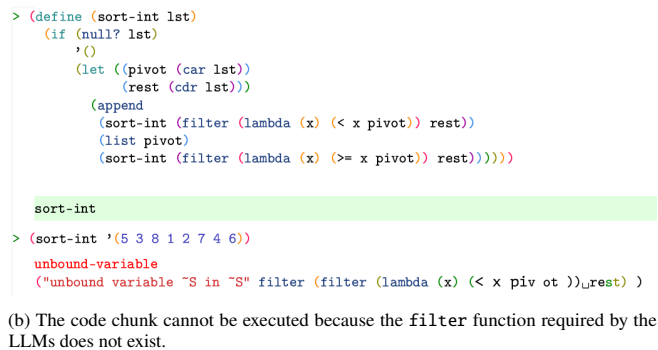 > (define (sort-int lst)
(if (null? lst)
'()
(let ((pivot (car lst))
(rest (cdr lst)))
(append
(sort-int (filter (lambda (x) (< x pivot)) rest))
(list pivot)
(sort-int (filter (lambda (x) (>= x pivot)) rest))))))
sort-int
> (sort-int '(5 3 8 1 2 7 4 6))
unbound-variable
("unbound variable ~S in ~S" filter (filter (lambda (x) (< x piv ot ))␣rest) )
(b) The code chunk cannot be executed because the filter function required by the
LLMs does not exist.